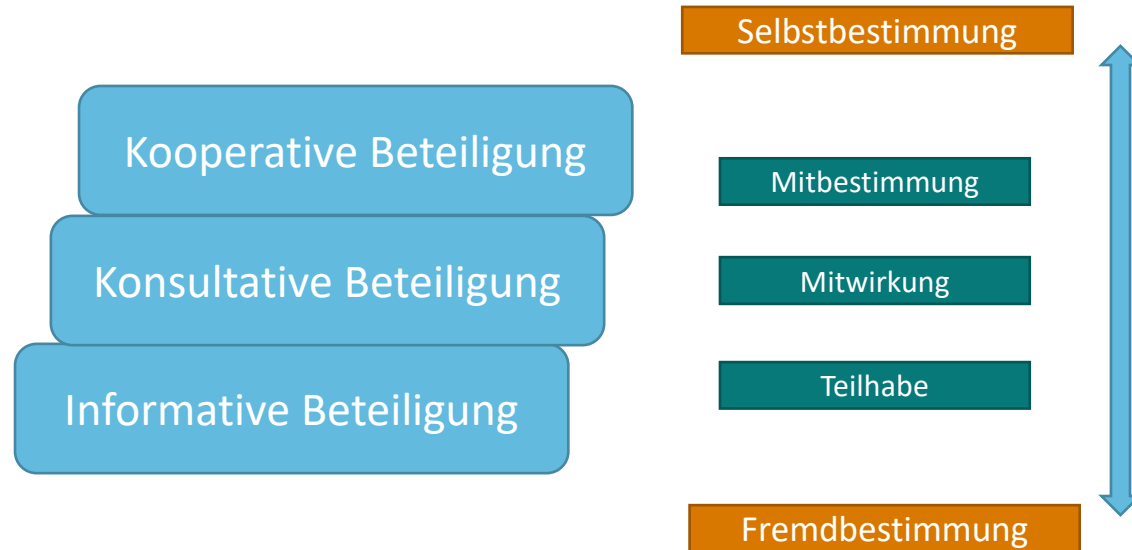 Selbstbestimmung
Kooperative Beteiligung
Mitbestimmung
Konsultative Beteiligung
Mitwirkung
Informative Beteiligung
Teilhabe
Fremdbestimmung